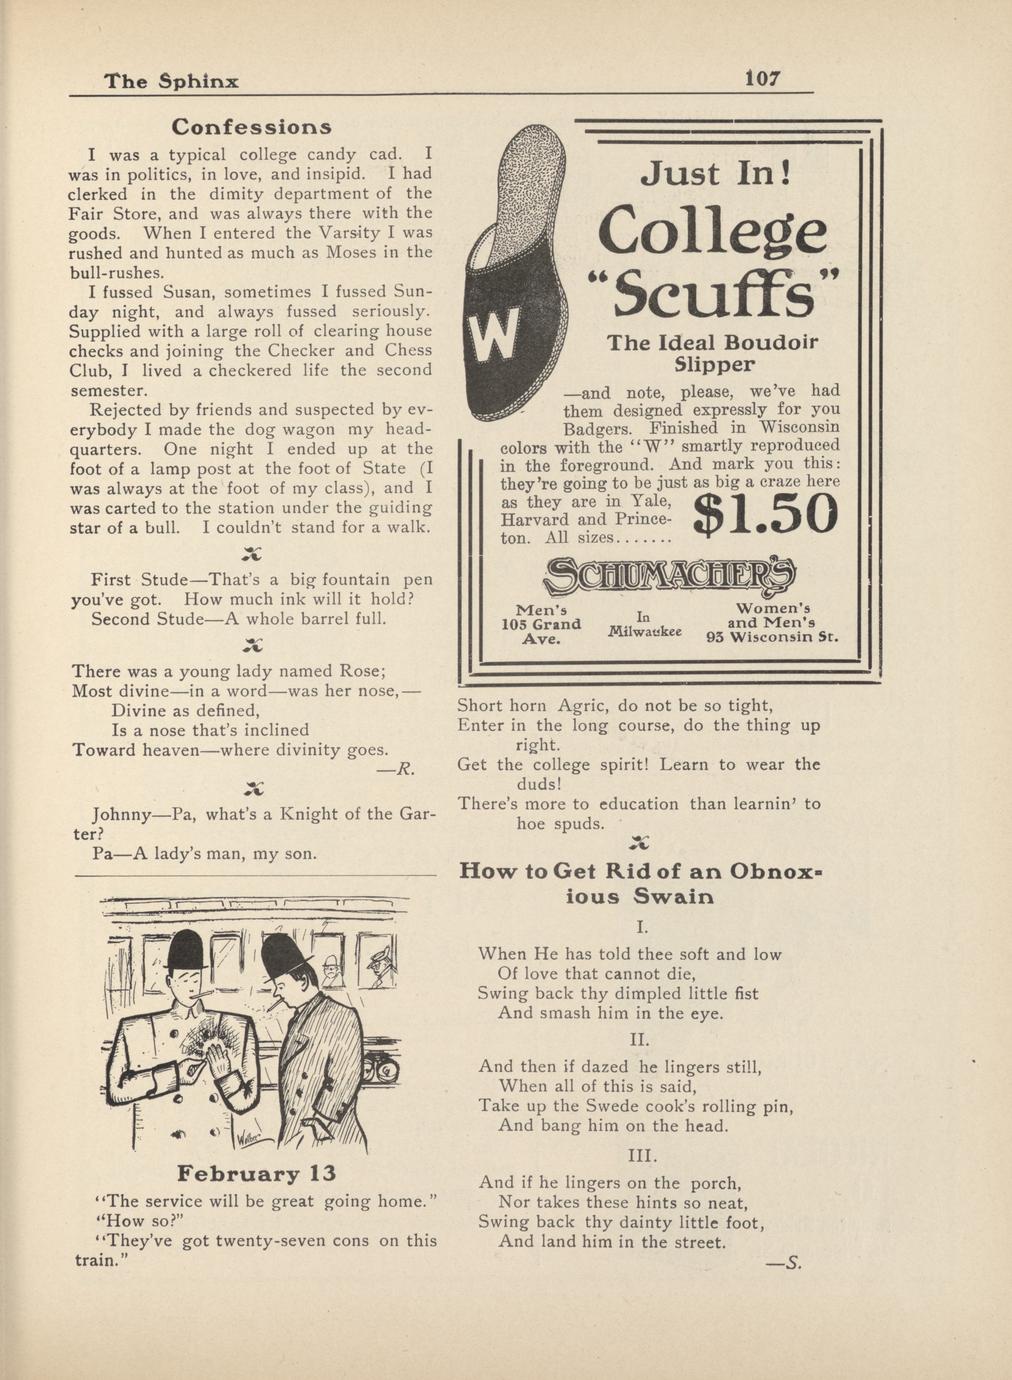 The Sphinx
107
Confessions
I was a typical college candy cad. I
was in politics, in love, and insipid. I had
clerked in the dimity department of the
Fair Store, and was always there with the
goods. When I entered the Varsity I was
rushed and hunted as much as Moses in the
bull-rushes.
I fussed Susan, sometimes I fussed Sun-
day night, and always fussed seriously.
Supplied with a large roll of clearing house
checks and joining the Checker and Chess
Club, I lived a checkered life the second
semester.
Rejected by friends and suspected by ev-
erybody I made the dog wagon my head-
quarters. One night I ended up at the
foot of a lamp post at the foot of State (I
was always at the foot of my class), and I
was carted to the station under the guiding
star of a bull. I couldn't stand for a walk.
First Stude—That's a big fountain pen
you've got. How much ink will it hold?
Second Stude—A whole barrel full.
There was a young lady named Rose;
Most divine—in a word—was her nose,—
Divine as defined,
Is a nose that's inclined
Toward heaven—where divinity goes.
—R.
Johnny—Pa, what's a Knight of the Gar-
ter?
Pa—A lady's man, my son.
Walker
February 13
"The service will be great going home."
"How so?"
"They've got twenty-seven cons on this
train."
W
Just In!
College
"Scuffs"
The Ideal Boudoir
Slipper
—and note, please, we've had
them designed expressly for you
Badgers. Finished in Wisconsin
colors with the "W" smartly reproduced
in the foreground. And mark you this:
they're going to be just as big a craze here
as they are in Yale,
Harvard and Prince-
ton. All sizes.......
$1.50
SCHUMACHER'S
Men's
105 Grand
Ave.
In
Milwaukee
Women's
and Men's
93 Wisconsin St.
Short horn Agric, do not be so tight,
Enter in the long course, do the thing up
right.
Get the college spirit! Learn to wear the
duds!
There's more to education than learnin' to
hoe spuds.
How to Get Rid of an Obnox-
ious Swain
I.
When He has told thee soft and low
Of love that cannot die,
Swing back thy dimpled little fist
And smash him in the eye.
II.
And then if dazed he lingers still,
When all of this is said,
Take up the Swede cook's rolling pin,
And bang him on the head.
III.
And if he lingers on the porch,
Nor takes these hints so neat,
Swing back thy dainty little foot,
And land him in the street.
—S.